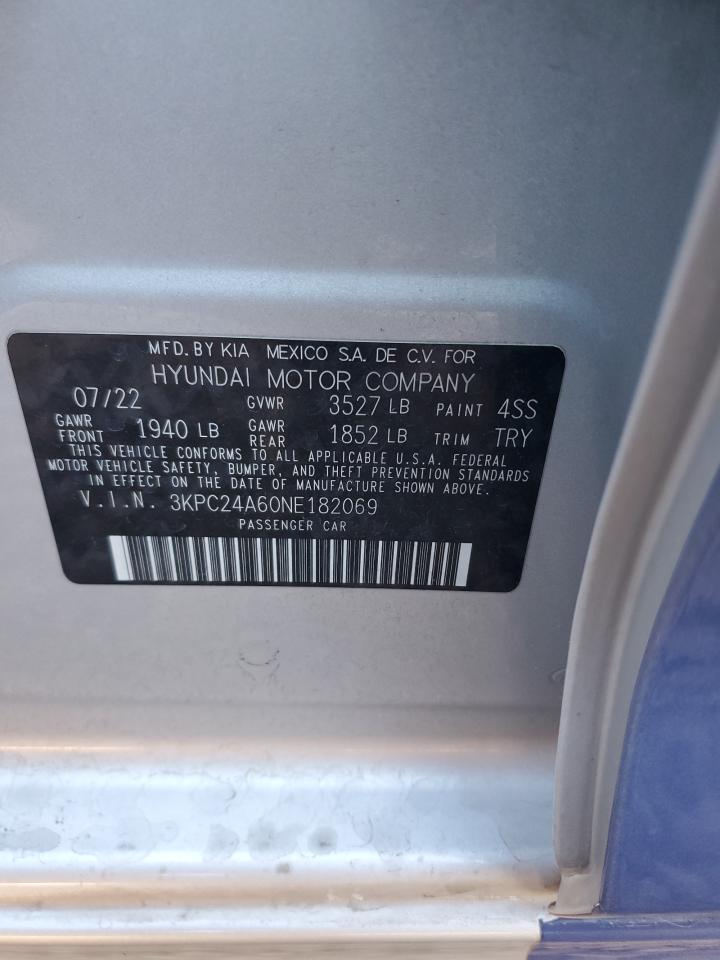 MFD. BY KIA MEXICO S.A. DE C.V. FOR
HYUNDAI MOTOR COMPANY
07/22 GVWR 3527 LB PAINT 4SS
GAWR FRONT 1940 LB GAWR REAR 1852 LB TRIM TRY
THIS VEHICLE CONFORMS TO ALL APPLICABLE U.S.A. FEDERAL
MOTOR VEHICLE SAFETY, BUMPER, AND THEFT PREVENTION STANDARDS
IN EFFECT ON THE DATE OF MANUFACTURE SHOWN ABOVE.
V.I.N. 3KPC24A60NE182069
PASSENGER CAR